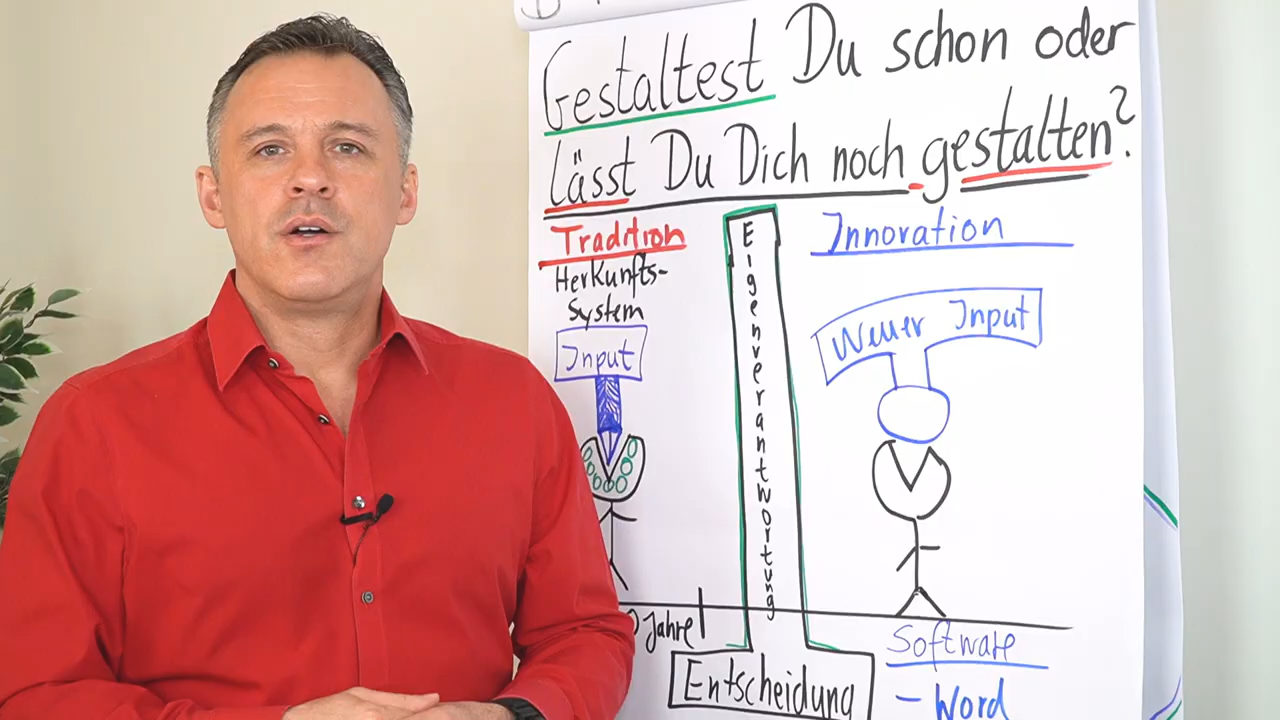 Gestaltest Du schon oder
lässt Du Dich noch gestalten?
Tradition
Herkunfts-
System
Input
Jahre
Eigenverantwortung
Entscheidung
Innovation
Neuer Input
Software
- Word